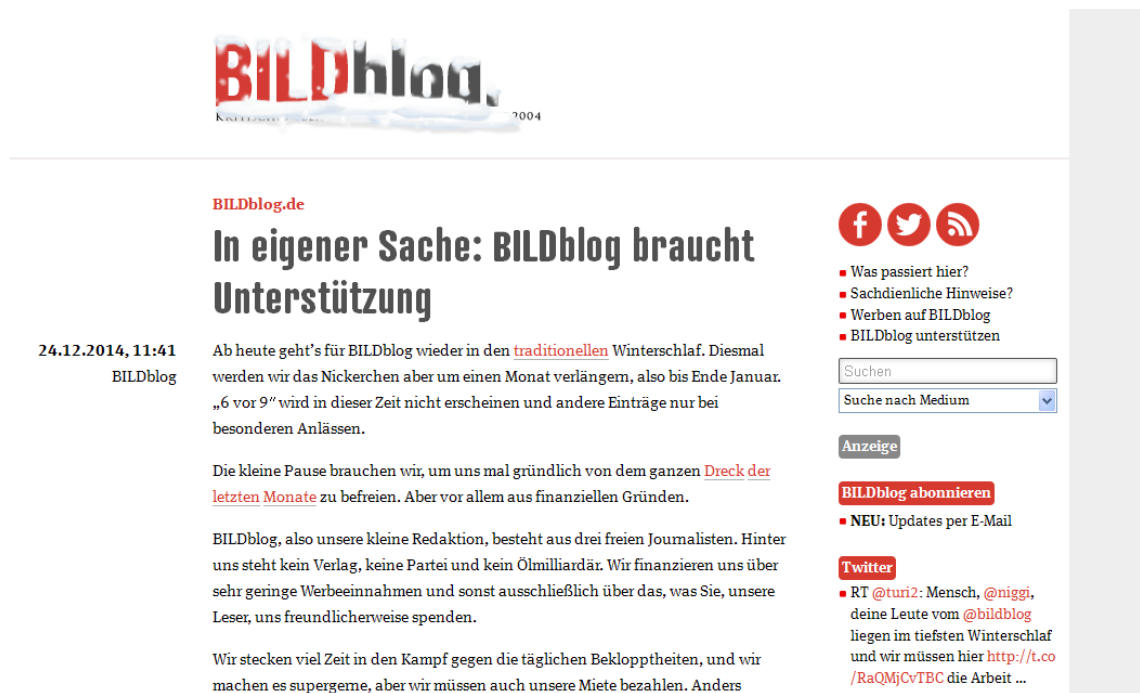 BILDblog.
2004
BILDblog.de
In eigener Sache: BILDblog braucht
Unterstützung
24.12.2014, 11:41
BILDblog
Ab heute geht’s für BILDblog wieder in den traditionellen Winterschlaf. Diesmal
werden wir das Nickerchen aber um einen Monat verlängern, also bis Ende Januar.
„6 vor 9″ wird in dieser Zeit nicht erscheinen und andere Einträge nur bei
besonderen Anlässen.
Die kleine Pause brauchen wir, um uns mal gründlich von dem ganzen Dreck der
letzten Monate zu befreien. Aber vor allem aus finanziellen Gründen.
BILDblog, also unsere kleine Redaktion, besteht aus drei freien Journalisten. Hinter
uns steht kein Verlag, keine Partei und kein Ölmilliardär. Wir finanzieren uns über
sehr geringe Werbeeinnahmen und sonst ausschließlich über das, was Sie, unsere
Leser, uns freundlicherweise spenden.
Wir stecken viel Zeit in den Kampf gegen die täglichen Beklopptheiten, und wir
machen es supergerne, aber wir müssen auch unsere Miete bezahlen. Anders
Was passiert hier?
Sachdienliche Hinweise?
Werben auf BILDblog
BILDblog unterstützen
Suchen
Suche nach Medium
Anzeige
BILDblog abonnieren
NEU: Updates per E-Mail
Twitter
RT @turi2: Mensch, @niggi,
deine Leute vom @bildblog
liegen im tiefsten Winterschlaf
und wir müssen hier http://t.co
/RaQMjCvTBC die Arbeit ...